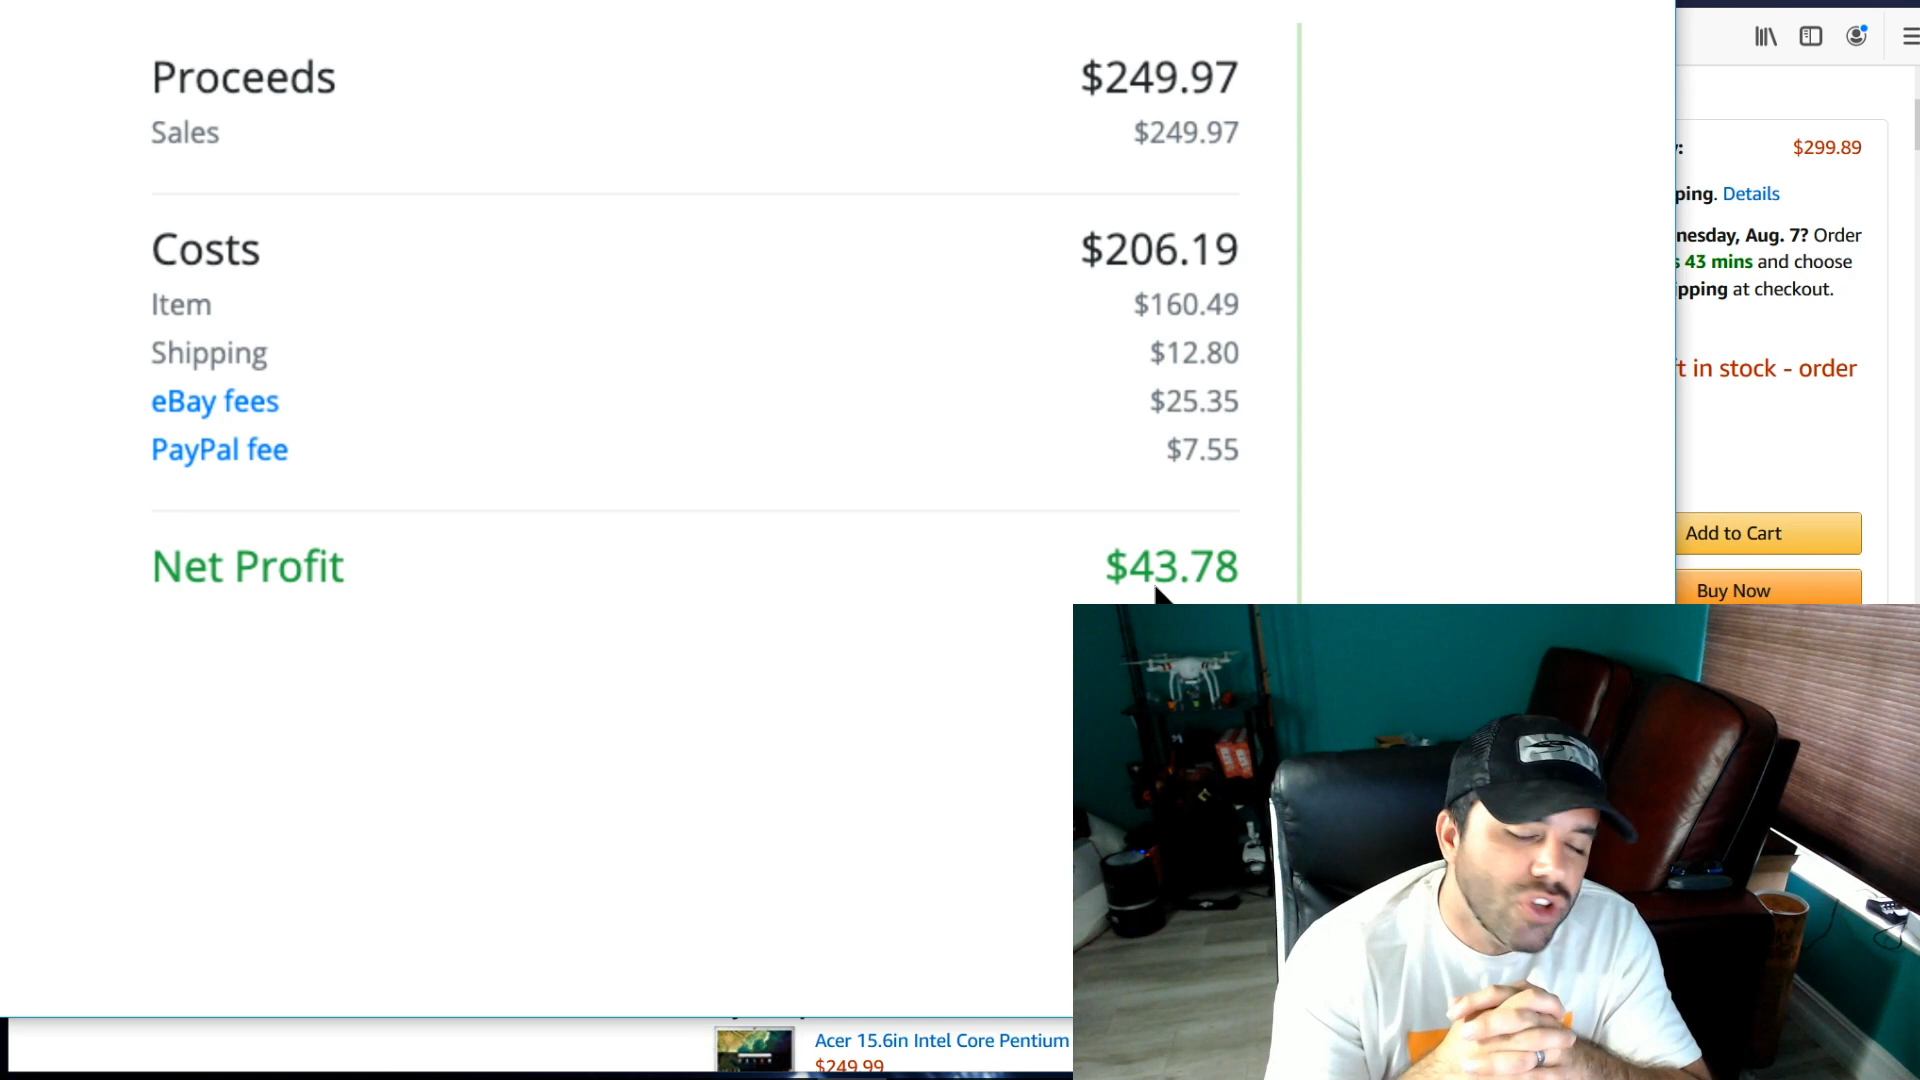 Proceeds $249.97
Sales $249.97
Costs $206.19
Item $160.49
Shipping $12.80
eBay fees $25.35
PayPal fee $7.55
Net Profit $43.78
: $299.89
ping. Details
nesday, Aug. 7? Order
s 43 mins and choose
pping at checkout.
t in stock - order
Add to Cart
Buy Now
Acer 15.6in Intel Core Pentium
$249.99